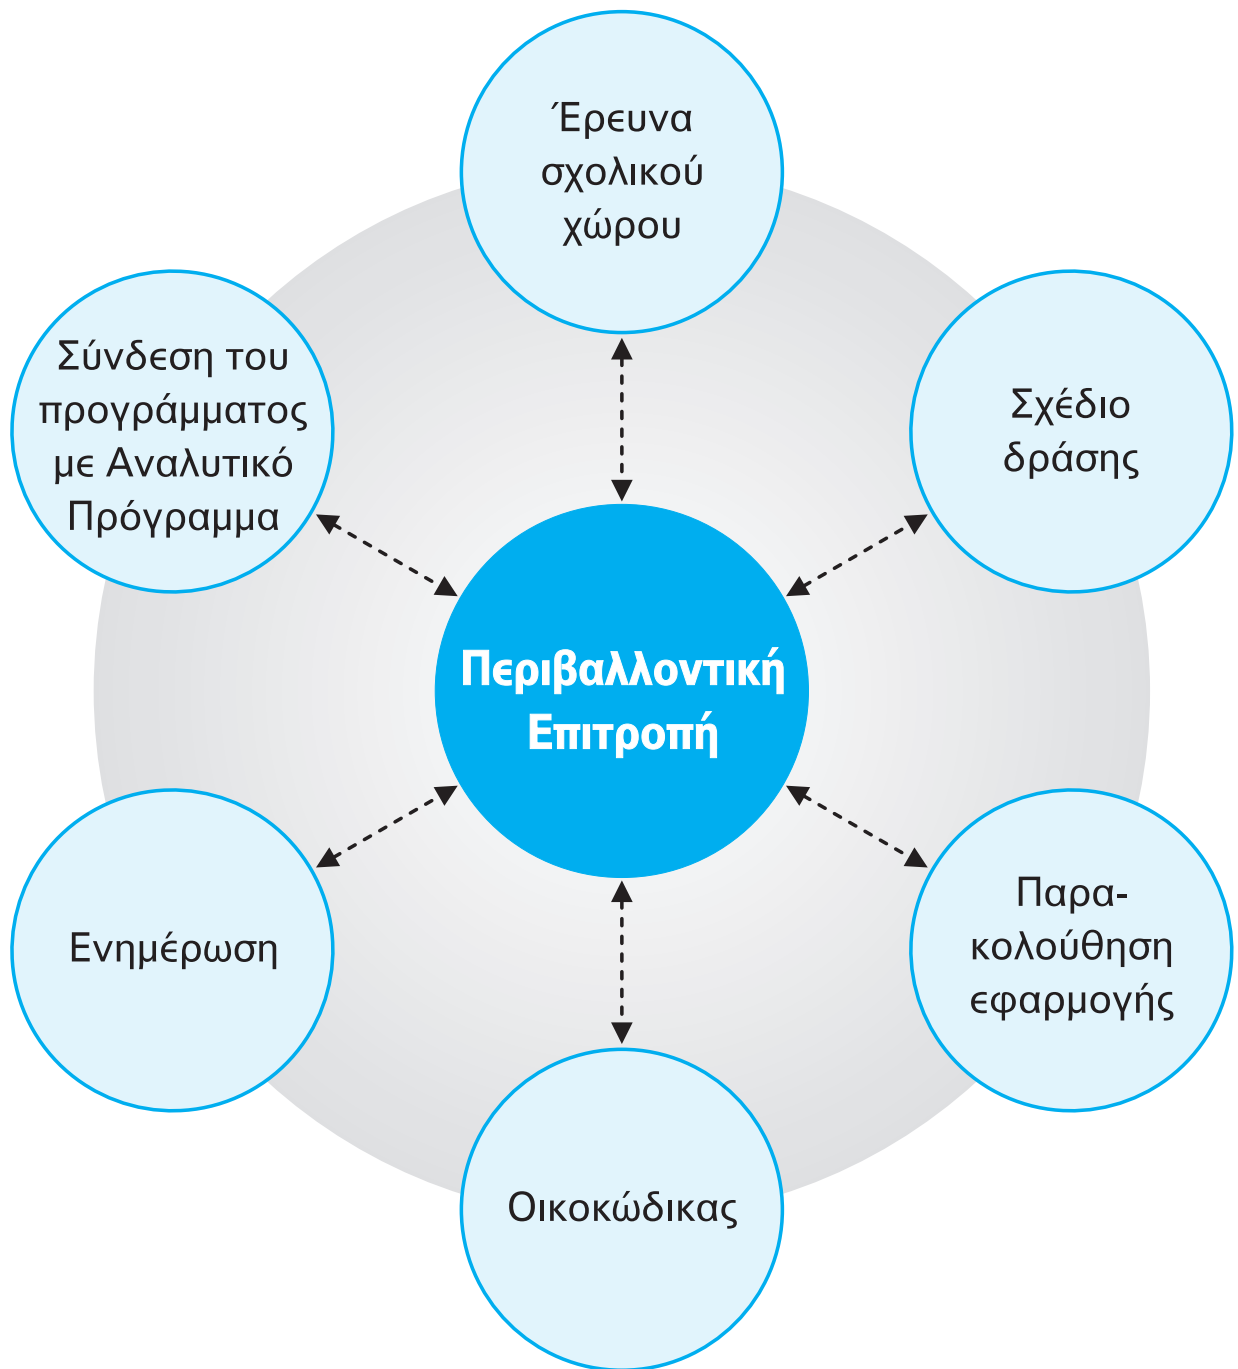 Έρευνα
σχολικού
χώρου
Σύνδεση του
προγράμματος
με Αναλυτικό
Πρόγραμμα
Σχέδιο
δράσης
Περιβαλλοντική
Επιτροπή
Ενημέρωση
Παρα-
κολούθηση
εφαρμογής
Οικοκώδικας